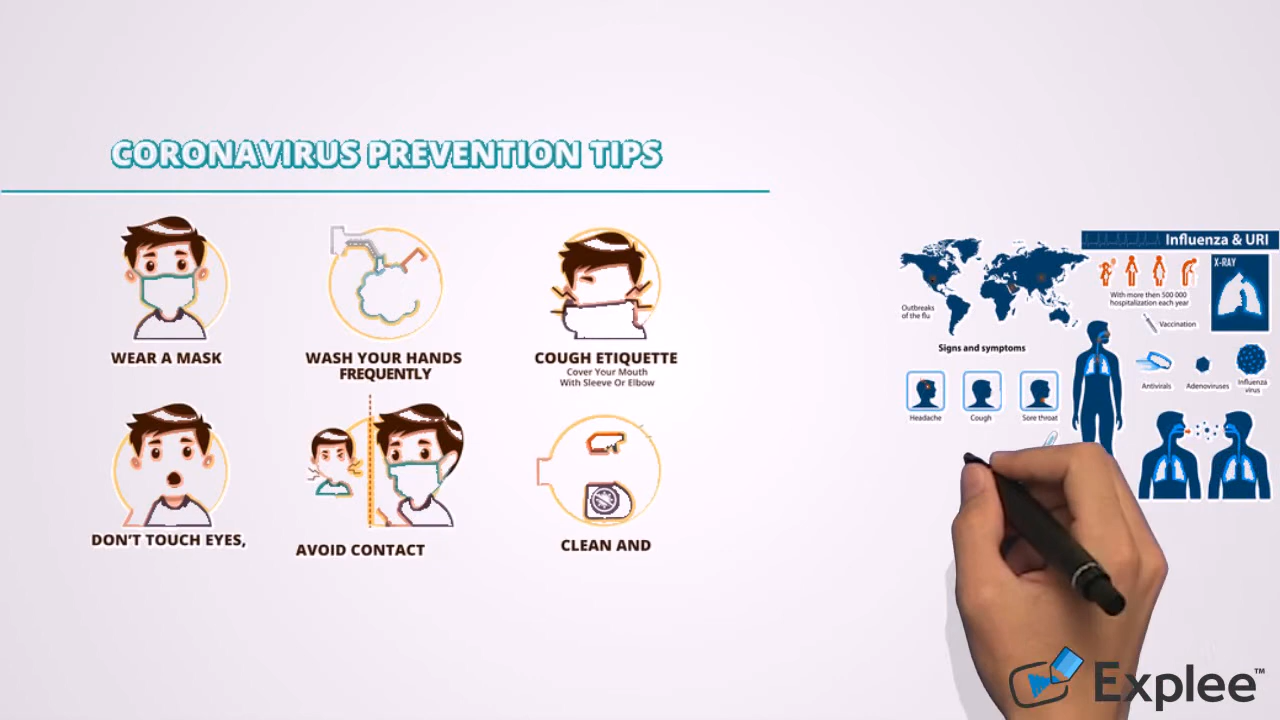 CORONAVIRUS PREVENTION TIPS
WEAR A MASK
WASH YOUR HANDS
FREQUENTLY
COUGH ETIQUETTE
Cover Your Mouth
With Sleeve Or Elbow
DON'T TOUCH EYES,
AVOID CONTACT
CLEAN AND
Influenza & URI
X-RAY
With more then 500 000
hospitalization each year
Outbreaks
of the flu
Vaccination
Signs and symptoms
Headache
Cough
Sore throat
Antivirals
Adenoviruses
Influenza
virus
Explee™